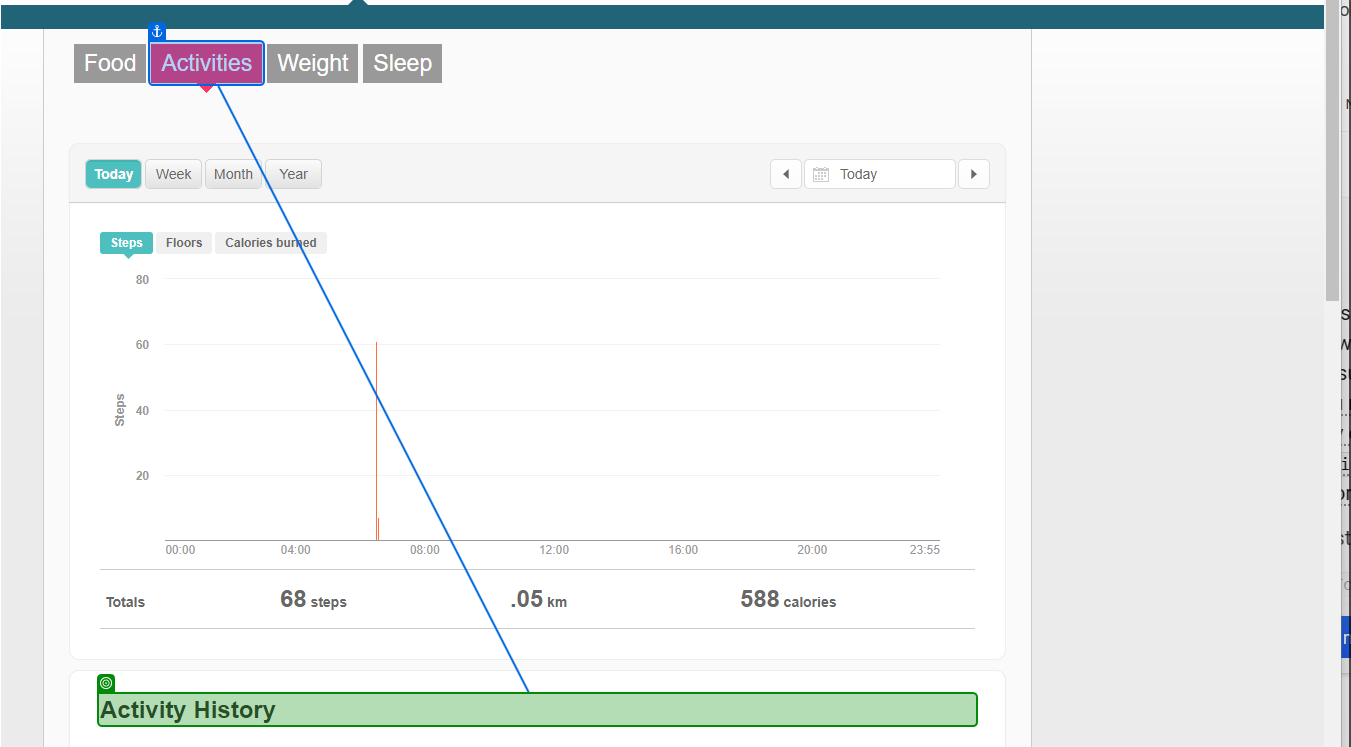 Food Activities Weight Sleep
Today Week Month Year Today
Steps Floors Calories burned
80
60
40
20
Steps
00:00 04:00 08:00 12:00 16:00 20:00 23:55
Totals 68 steps .05 km 588 calories
Activity History